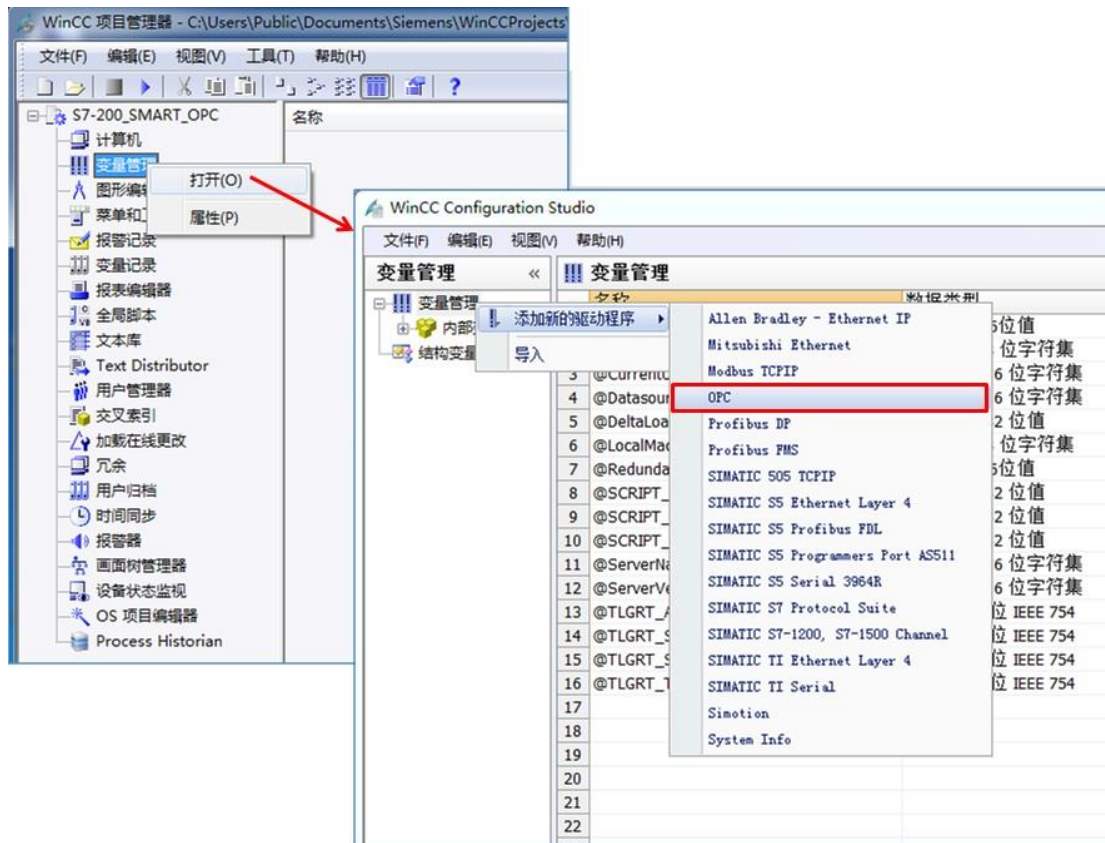 WinCC 项目管理器 - C:\Users\Public\Documents\Siemens\WinCCProjects\
文件(F) 编辑(E) 视图(V) 工具(T) 帮助(H)
S7-200_SMART_OPC
名称
计算机
变量管理
打开(O)
图形编
属性(P)
菜单和工
报警记录
变量记录
报表编辑器
全局脚本
文本库
Text Distributor
用户管理器
交叉索引
加载在线更改
冗余
用户归档
时间同步
报警器
画面树管理器
设备状态监视
OS 项目编辑器
Process Historian
WinCC Configuration Studio
文件(F) 编辑(E) 视图(V) 帮助(H)
变量管理 «
变量管理
名称 数据类型
变量管理
内部
结构变量
添加新的驱动程序
导入
Allen Bradley - Ethernet IP
Mitsubishi Ethernet
Modbus TCPIP
OPC
Profibus DP
Profibus FMS
SIMATIC 505 TCPIP
SIMATIC S5 Ethernet Layer 4
SIMATIC S5 Profibus FDL
SIMATIC S5 Programmers Port AS511
SIMATIC S5 Serial 3964R
SIMATIC S7 Protocol Suite
SIMATIC S7-1200, S7-1500 Channel
SIMATIC TI Ethernet Layer 4
SIMATIC TI Serial
Simotion
System Info
位值
位字符集
3 @CurrentU 6 位字符集
4 @Datasour 6 位字符集
5 @DeltaLoa 2 位值
6 @LocalMac 位字符集
7 @Redunda 位值
8 @SCRIPT_ 2 位值
9 @SCRIPT_ 2 位值
10 @SCRIPT_ 2 位值
11 @ServerNa 6 位字符集
12 @ServerVe 6 位字符集
13 @TLGRT_A 位 IEEE 754
14 @TLGRT_S 位 IEEE 754
15 @TLGRT_S 位 IEEE 754
16 @TLGRT_T 位 IEEE 754
17
18
19
20
21
22